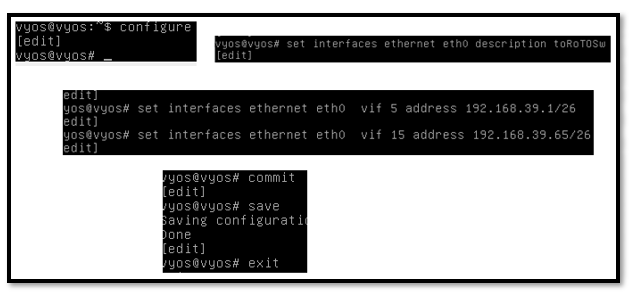 vyos@vyos:~$ configure
[edit]
vyos@vyos# _
vyos@vyos# set interfaces ethernet eth0 description toRoTOSw
[edit]
edit]
yos@vyos# set interfaces ethernet eth0  vif 5 address 192.168.39.1/26
edit]
yos@vyos# set interfaces ethernet eth0  vif 15 address 192.168.39.65/26
edit]
vyos@vyos# commit
[edit]
vyos@vyos# save
Saving configuratio
Done
[edit]
vyos@vyos# exit